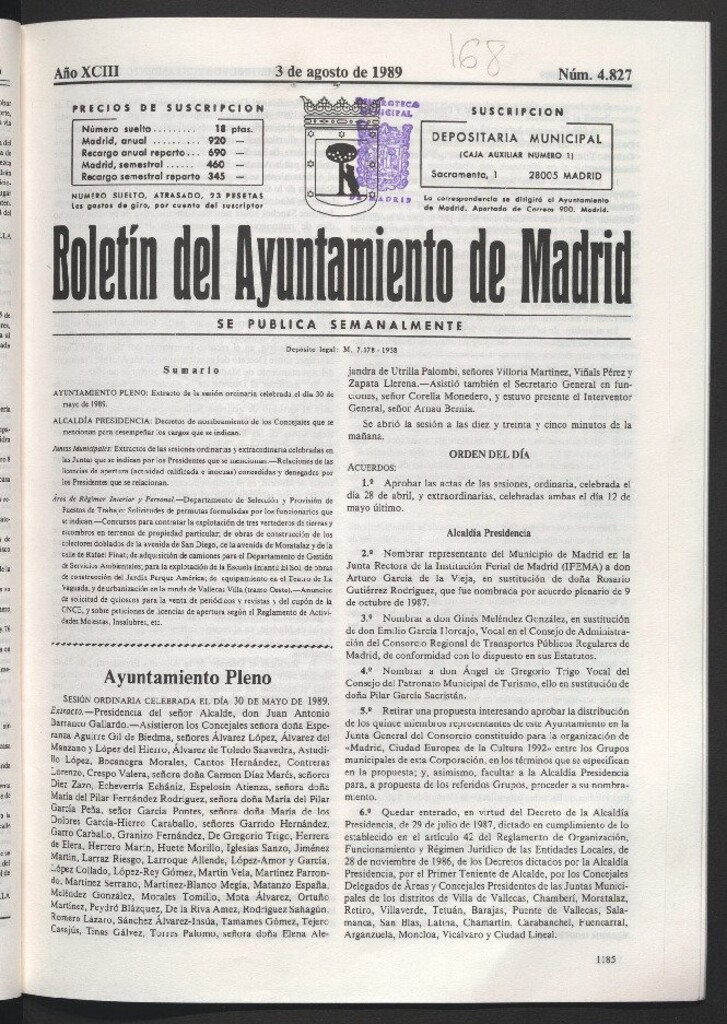 168
Año XCIII
3 de agosto de 1989
Núm. 4.827
PRECIOS DE SUSCRIPCION
Número suelto......... 18 ptas.
Madrid, anual ......... 920 —
Recargo anual reporto... 690 —
Madrid, semestral ...... 460 —
Recargo semestral reporto 345 —
NUMERO SUELTO, ATRASADO, 23 PESETAS
Los gastos de giro, por cuenta del suscriptor
HEMEROTECA
MUNICIPAL
DE MADRID
SUSCRIPCION
DEPOSITARIA MUNICIPAL
(CAJA AUXILIAR NUMERO 1)
Sacramento, 1 28005 MADRID
La correspondencia se dirigirá al Ayuntamiento
de Madrid. Apartado de Correos 900, Madrid.
Boletín del Ayuntamiento de Madrid
SE PUBLICA SEMANALMENTE
Depósito legal: M. 7.178 - 1958
Sumario
AYUNTAMIENTO PLENO: Extracto de la sesión ordinaria celebrada el día 30 de
mayo de 1989.
ALCALDÍA PRESIDENCIA: Decretos de nombramiento de los Concejales que se
mencionan para desempeñar los cargos que se indican.
Juntas Municipales: Extractos de las sesiones ordinarias y extraordinaria celebradas en
las Juntas que se indican por los Presidentes que se mencionan.—Relaciones de las
licencias de apertura (actividad calificada e inocuas) concedidas y denegados por
los Presidentes que se relacionan.
Área de Régimen Interior y Personal.—Departamento de Selección y Provisión de
Puestos de Trabajo: Solicitudes de permutas formuladas por los funcionarios que
se indican.—Concursos para contratar la explotación de tres vertederos de tierras y
escombros en terrenos de propiedad particular; de obras de construcción de los
colectores doblados de la avenida de San Diego, de la avenida de Moratalaz y de la
calle de Rafael Finat; de adquisición de camiones para el Departamento de Gestión
de Servicios Ambientales; para la explotación de la Escuela Infantil El Sol; de obras
de construcción del Jardín Parque América; de equipamiento en el Teatro de La
Vaguada, y de urbanización en la ronda de Vallecas Villa (tramo Oeste).—Anuncios
de solicitud de quioscos para la venta de periódicos y revistas y del cupón de la
ONCE, y sobre peticiones de licencias de apertura según el Reglamento de Activi-
dades Molestas, Insalubres, etc.
Ayuntamiento Pleno
SESIÓN ORDINARIA CELEBRADA EL DÍA 30 DE MAYO DE 1989.
Extracto.—Presidencia del señor Alcalde, don Juan Antonio
Barranco Gallardo.—Asistieron los Concejales señora doña Espe-
ranza Aguirre Gil de Biedma, señores Álvarez López, Álvarez del
Manzano y López del Hierro, Álvarez de Toledo Saavedra, Astudi-
llo López, Bocanegra Morales, Cantos Hernández, Contreras
Lorenzo, Crespo Valera, señora doña Carmen Díaz Marés, señores
Díez Zazo, Echeverría Echániz, Espelosín Atienza, señora doña
María del Pilar Fernández Rodríguez, señora doña María del Pilar
García Peña, señor García Pontes, señora doña María de los
Dolores García-Hierro Caraballo, señores Garrido Hernández,
Garro Carballo, Granizo Fernández, De Gregorio Trigo, Herrera
de Elera, Herrero Marín, Huete Morillo, Iglesias Sanzo, Jiménez
Martín, Larraz Riesgo, Larroque Allende, López-Amor y García,
López Collado, López-Rey Gómez, Martín Vela, Martínez Parron-
do, Martínez Serrano, Martínez-Blanco Megía, Matanzo España,
Meléndez González, Morales Tomillo, Mota Álvarez, Ortuño
Martínez, Peydró Blázquez, De la Riva Amez, Rodríguez Sahagún,
Romero Lázaro, Sánchez Álvarez-Insúa, Tamames Gómez, Tejero
Casajús, Tinas Gálvez, Torres Palomo, señora doña Elena Ale-
jandra de Utrilla Palombi, señores Villoria Martínez, Viñals Pérez y
Zapata Llerena.—Asistió también el Secretario General en fun-
ciones, señor Corella Monedero, y estuvo presente el Interventor
General, señor Arnau Bernia.
Se abrió la sesión a las diez y treinta y cinco minutos de la
mañana.
ORDEN DEL DÍA
ACUERDOS:
1.º Aprobar las actas de las sesiones, ordinaria, celebrada el
día 28 de abril, y extraordinarias, celebradas ambas el día 12 de
mayo último.
Alcaldía Presidencia
2.º Nombrar representante del Municipio de Madrid en la
Junta Rectora de la Institución Ferial de Madrid (IFEMA) a don
Arturo García de la Vieja, en sustitución de doña Rosario
Gutiérrez Rodríguez, que fue nombrada por acuerdo plenario de 9
de octubre de 1987.
3.º Nombrar a don Ginés Meléndez González, en sustitución
de don Emilio García Horcajo, Vocal en el Consejo de Administra-
ción del Consorcio Regional de Transportes Públicos Regulares de
Madrid, de conformidad con lo dispuesto en sus Estatutos.
4.º Nombrar a don Ángel de Gregorio Trigo Vocal del
Consejo del Patronato Municipal de Turismo, ello en sustitución de
doña Pilar García Sacristán.
5.º Retirar una propuesta interesando aprobar la distribución
de los quince miembros representantes de este Ayuntamiento en la
Junta General del Consorcio constituido para la organización de
«Madrid, Ciudad Europea de la Cultura 1992» entre los Grupos
municipales de esta Corporación, en los términos que se especifican
en la propuesta; y, asimismo, facultar a la Alcaldía Presidencia
para, a propuesta de los referidos Grupos, proceder a su nombra-
miento.
6.º Quedar enterado, en virtud del Decreto de la Alcaldía
Presidencia, de 29 de julio de 1987, dictado en cumplimiento de lo
establecido en el artículo 42 del Reglamento de Organización,
Funcionamiento y Régimen Jurídico de las Entidades Locales, de
28 de noviembre de 1986, de los Decretos dictados por la Alcaldía
Presidencia, por el Primer Teniente de Alcalde, por los Concejales
Delegados de Áreas y Concejales Presidentes de las Juntas Munici-
pales de los distritos de Villa de Vallecas, Chamberí, Moratalaz,
Retiro, Villaverde, Tetuán, Barajas, Puente de Vallecas, Sala-
manca, San Blas, Latina, Chamartín, Carabanchel, Fuencarral,
Arganzuela, Moncloa, Vicálvaro y Ciudad Lineal.
1185